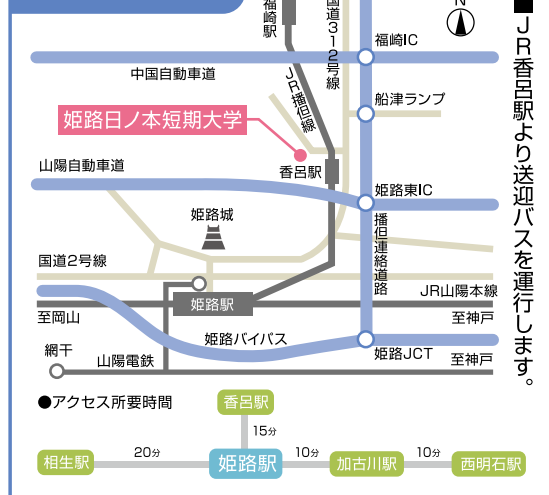 ■JR香呂駅より送迎バスを運行します。
N
福崎駅
国道312号線
福崎IC
中国自動車道
JR播但線
船津ランプ
姫路日ノ本短期大学
山陽自動車道
香呂駅
姫路東IC
姫路城
播但連絡道路
国道2号線
姫路駅
JR山陽本線
至岡山
至神戸
姫路バイパス
網干
山陽電鉄
姫路JCT
至神戸
●アクセス所要時間
香呂駅
15分
相生駅
20分
姫路駅
10分
加古川駅
10分
西明石駅